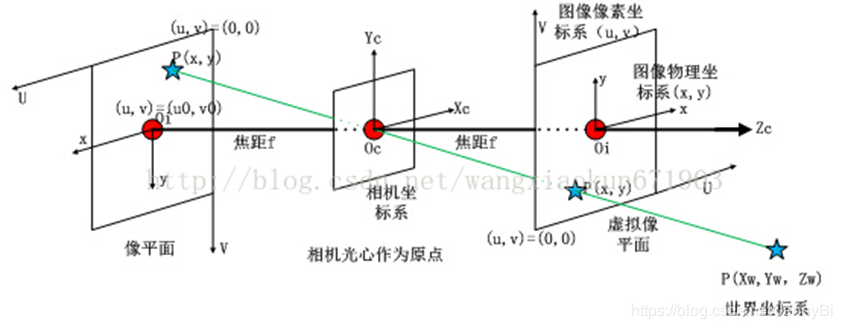 (u,v)=(0,0)
P(x,y)
U
(u,v)=(u0,v0)
Oi
x
y
V
像平面
焦距f
Yc
Xc
Oc
相机坐
标系
相机光心作为原点
焦距f
V
图像像素坐
标系(u,v)
图像物理坐
标系(x,y)
y
x
Zc
Oi
P(x,y)
U
(u,v)=(0,0)
虚拟像
平面
P(Xw,Yw, Zw)
世界坐标系
http://blog.csdn.net/wangxiaokun671903